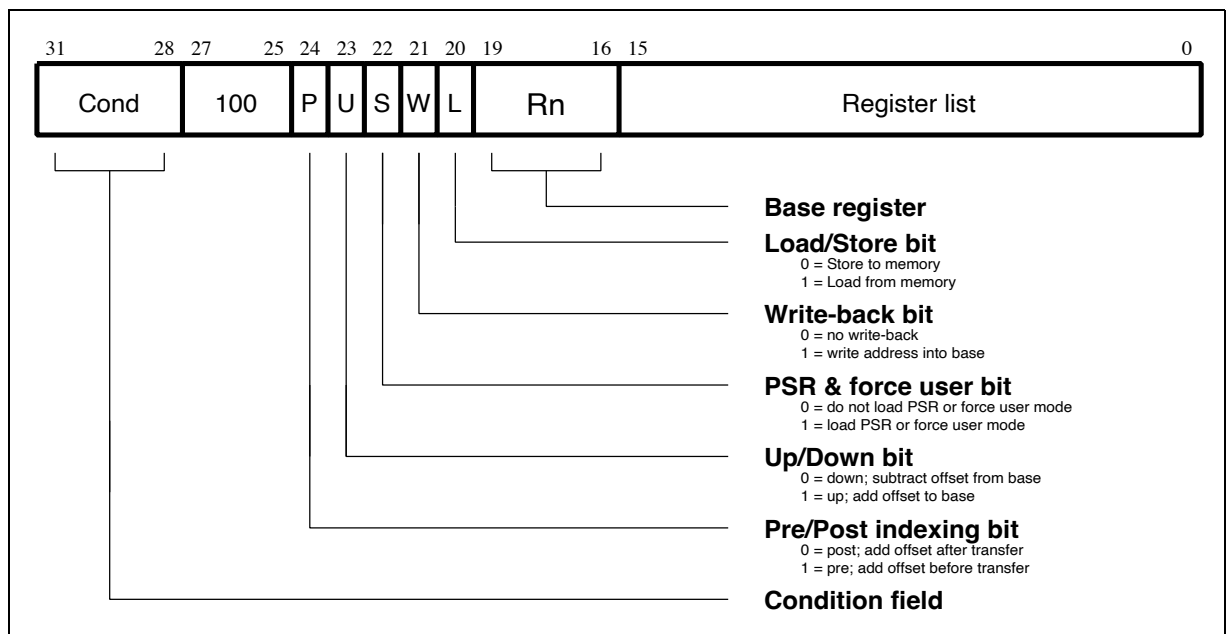 31 28 27 25 24 23 22 21 20 19 16 15 0
Cond 100 P U S W L Rn Register list
Base register
Load/Store bit
0 = Store to memory
1 = Load from memory
Write-back bit
0 = no write-back
1 = write address into base
PSR & force user bit
0 = do not load PSR or force user mode
1 = load PSR or force user mode
Up/Down bit
0 = down; subtract offset from base
1 = up; add offset to base
Pre/Post indexing bit
0 = post; add offset after transfer
1 = pre; add offset before transfer
Condition field